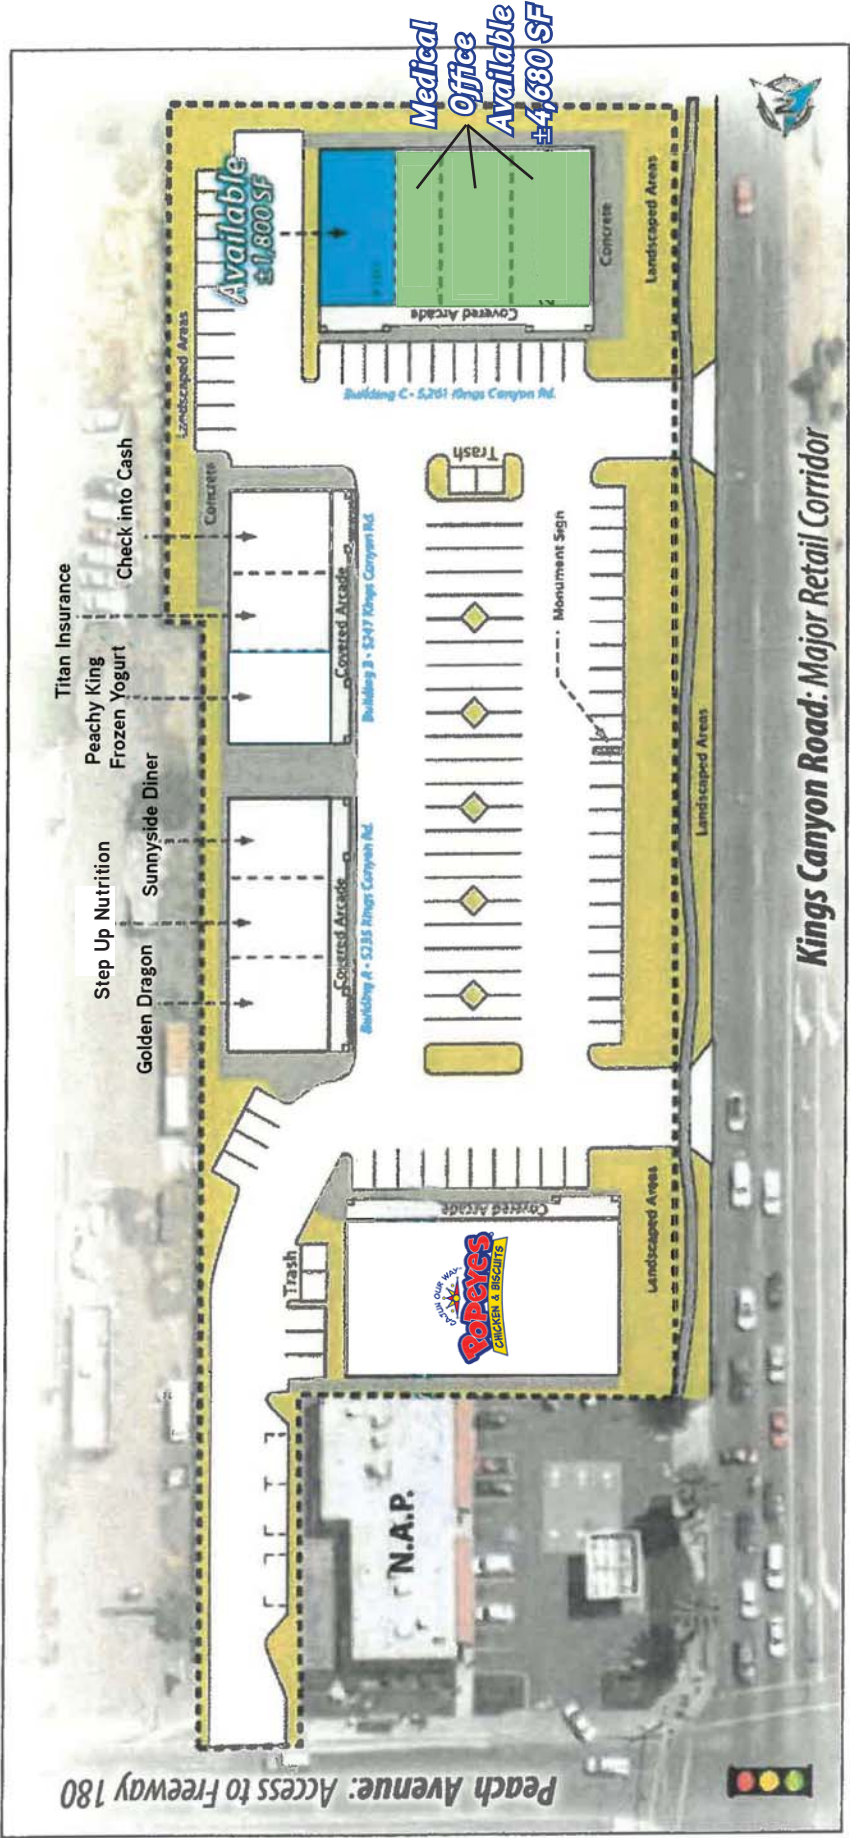 Medical
Office
Available
±4,680 SF
Available
±1,800 SF
Landscaped Areas
Concrete
Landscaped Areas
Covered Arcade
Building C - 5,261 Kings Canyon Rd.
Check into Cash
Titan Insurance
Peachy King
Frozen Yogurt
Concrete
Trash
Covered Arcade
Building B - 5247 Kings Canyon Rd.
Monument Sign
Sunnyside Diner
Step Up Nutrition
Golden Dragon
Covered Arcade
Building A - 5235 Kings Canyon Rd.
Landscaped Areas
Kings Canyon Road: Major Retail Corridor
Trash
Covered Arcade
CAJUN OUR WAY
POPEYES
CHICKEN & BISCUITS
Landscaped Areas
N.A.P.
Peach Avenue: Access to Freeway 180